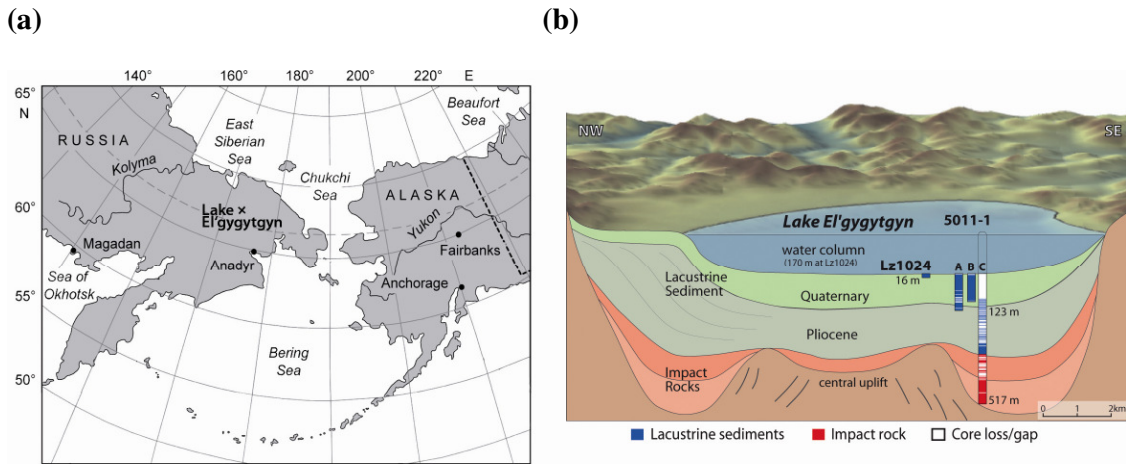 (a)
(b)
140°
160°
180°
200°
220°
E
65°
N
60°
55°
50°
Beaufort
Sea
East
Siberian
Sea
RUSSIA
Kolyma
Chukchi
Sea
ALASKA
Lake ×
El'gygytgyn
Yukon
Fairbanks
Magadan
Anadyr
Sea of
Okhotsk
Anchorage
Bering
Sea
NW
SE
Lake El'gygytgyn
5011-1
water column
(170 m at Lz1024)
Lz1024
A B C
16 m
Lacustrine
Sediment
Quaternary
123 m
Pliocene
Impact
Rocks
central uplift
517 m
0 1 2km
Lacustrine sediments
Impact rock
Core loss/gap